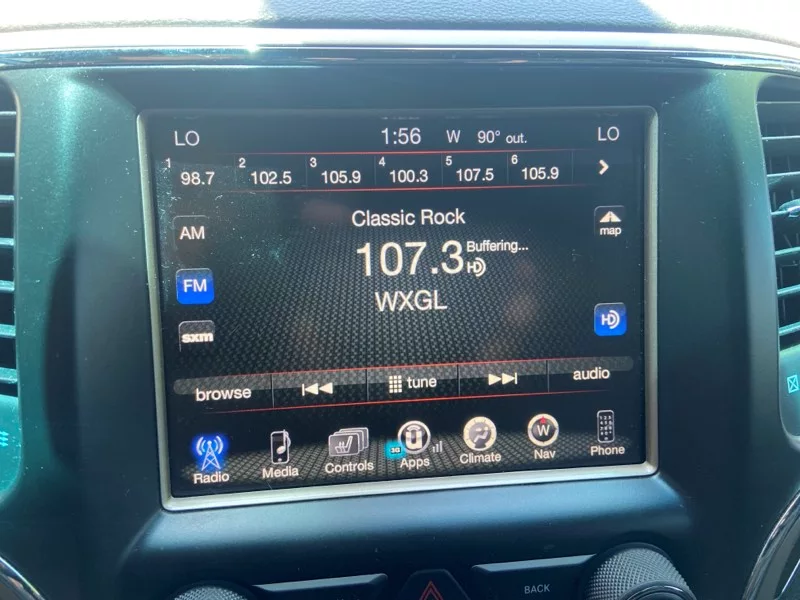 LO 1:56 W 90° out. LO
1 98.7 2 102.5 3 105.9 4 100.3 5 107.5 6 105.9
Classic Rock
AM
map
107.3 Buffering...
HD
FM
WXGL
HD
sxm
browse tune audio
3G
Radio Media Controls Apps Climate Nav Phone
W
BACK